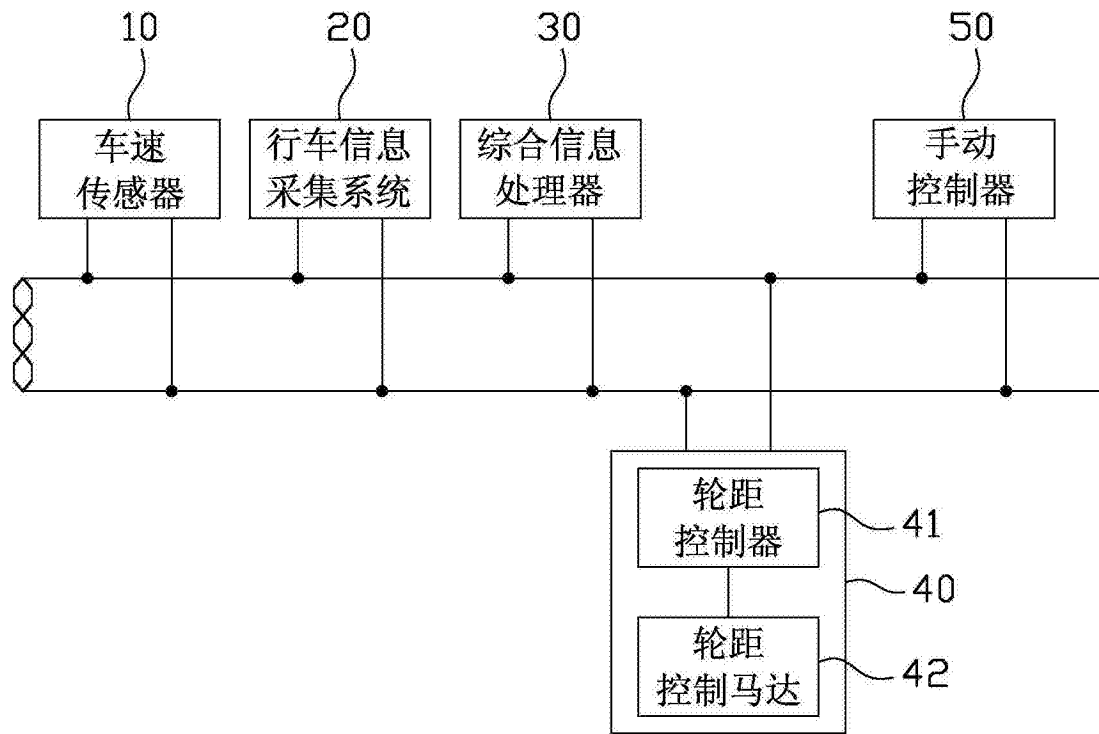 10
20
30
50
车速
传感器
行车信息
采集系统
综合信息
处理器
手动
控制器
轮距
控制器
41
40
轮距
控制马达
42